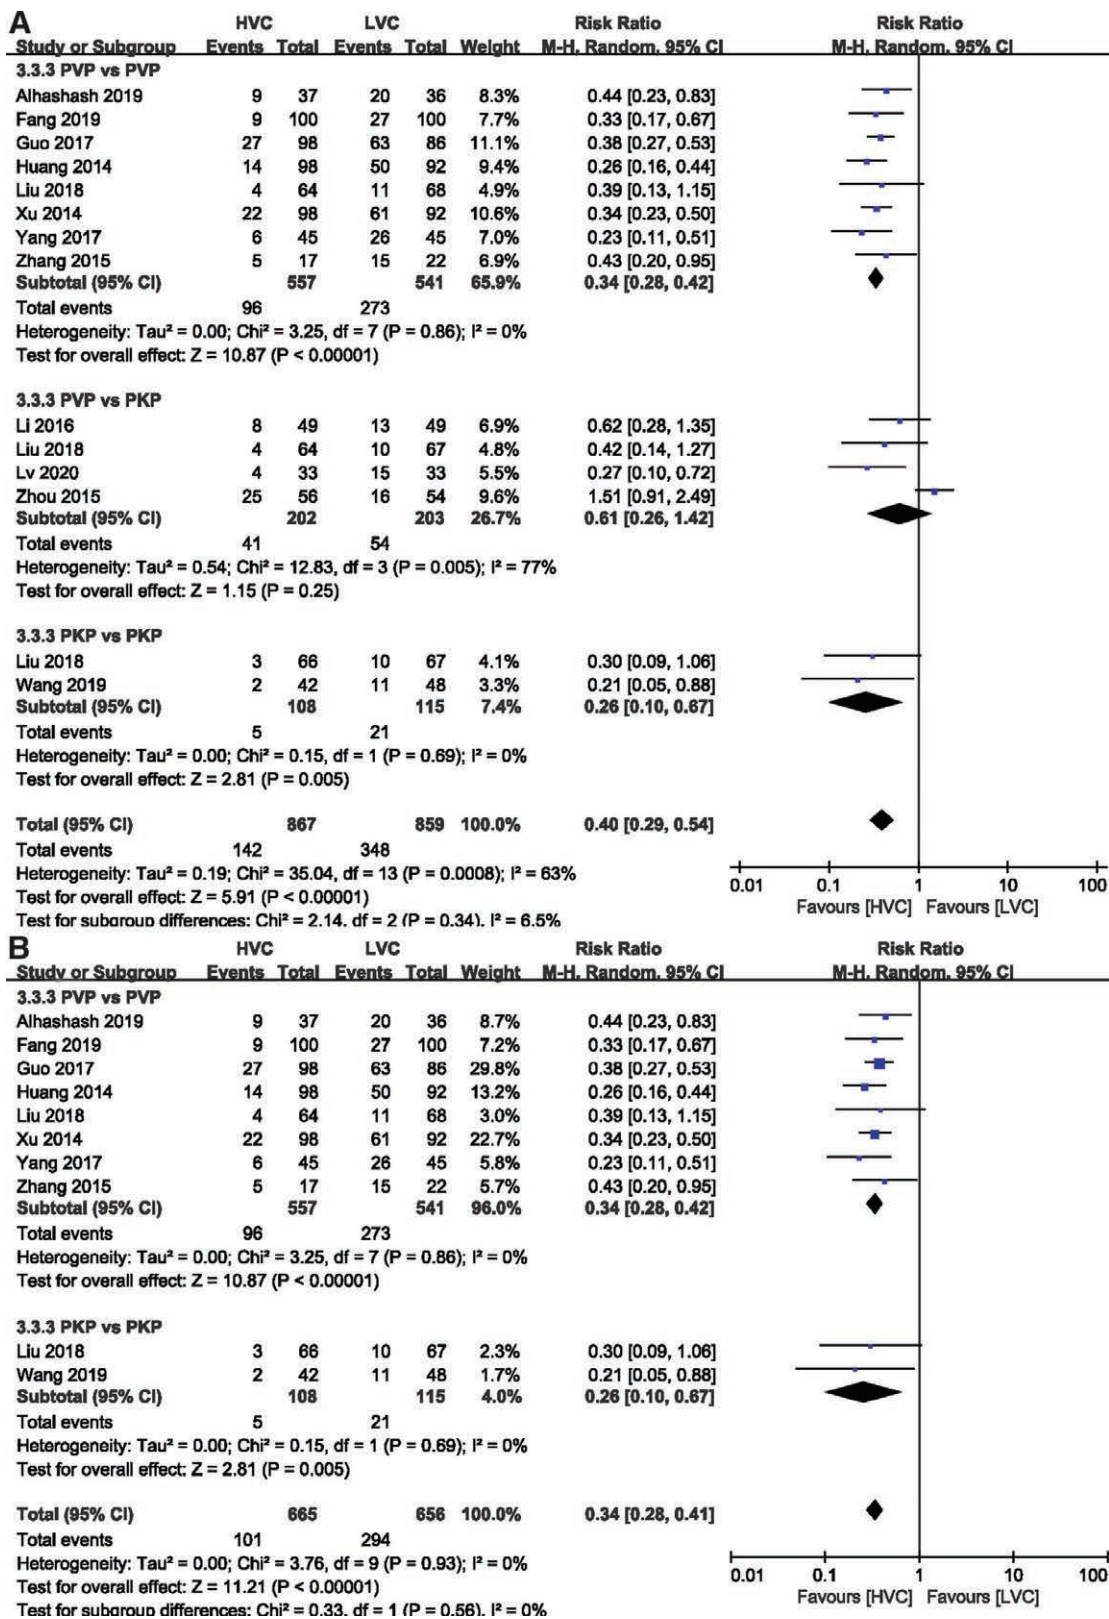 A
HVC LVC Risk Ratio Risk Ratio
Study or Subgroup Events Total Events Total Weight M-H. Random. 95% CI M-H. Random. 95% CI
3.3.3 PVP vs PVP
Alhashash 2019 9 37 20 36 8.3% 0.44 [0.23, 0.83]
Fang 2019 9 100 27 100 7.7% 0.33 [0.17, 0.67]
Guo 2017 27 98 63 86 11.1% 0.38 [0.27, 0.53]
Huang 2014 14 98 50 92 9.4% 0.26 [0.16, 0.44]
Liu 2018 4 64 11 68 4.9% 0.39 [0.13, 1.15]
Xu 2014 22 98 61 92 10.6% 0.34 [0.23, 0.50]
Yang 2017 6 45 26 45 7.0% 0.23 [0.11, 0.51]
Zhang 2015 5 17 15 22 6.9% 0.43 [0.20, 0.95]
Subtotal (95% CI) 557 541 65.9% 0.34 [0.28, 0.42]
Total events 96 273
Heterogeneity: Tau² = 0.00; Chi² = 3.25, df = 7 (P = 0.86); I² = 0%
Test for overall effect: Z = 10.87 (P < 0.00001)
3.3.3 PVP vs PKP
Li 2016 8 49 13 49 6.9% 0.62 [0.28, 1.35]
Liu 2018 4 64 10 67 4.8% 0.42 [0.14, 1.27]
Lv 2020 4 33 15 33 5.5% 0.27 [0.10, 0.72]
Zhou 2015 25 56 16 54 9.6% 1.51 [0.91, 2.49]
Subtotal (95% CI) 202 203 26.7% 0.61 [0.26, 1.42]
Total events 41 54
Heterogeneity: Tau² = 0.54; Chi² = 12.83, df = 3 (P = 0.005); I² = 77%
Test for overall effect: Z = 1.15 (P = 0.25)
3.3.3 PKP vs PKP
Liu 2018 3 66 10 67 4.1% 0.30 [0.09, 1.06]
Wang 2019 2 42 11 48 3.3% 0.21 [0.05, 0.88]
Subtotal (95% CI) 108 115 7.4% 0.26 [0.10, 0.67]
Total events 5 21
Heterogeneity: Tau² = 0.00; Chi² = 0.15, df = 1 (P = 0.69); I² = 0%
Test for overall effect: Z = 2.81 (P = 0.005)
Total (95% CI) 867 859 100.0% 0.40 [0.29, 0.54]
Total events 142 348
Heterogeneity: Tau² = 0.19; Chi² = 35.04, df = 13 (P = 0.0008); I² = 63%
Test for overall effect: Z = 5.91 (P < 0.00001)
Test for subgroup differences: Chi² = 2.14. df = 2 (P = 0.34). I² = 6.5%
0.01 0.1 1 10 100
Favours [HVC] Favours [LVC]
B
HVC LVC Risk Ratio Risk Ratio
Study or Subgroup Events Total Events Total Weight M-H. Random. 95% CI M-H. Random. 95% CI
3.3.3 PVP vs PVP
Alhashash 2019 9 37 20 36 8.7% 0.44 [0.23, 0.83]
Fang 2019 9 100 27 100 7.2% 0.33 [0.17, 0.67]
Guo 2017 27 98 63 86 29.8% 0.38 [0.27, 0.53]
Huang 2014 14 98 50 92 13.2% 0.26 [0.16, 0.44]
Liu 2018 4 64 11 68 3.0% 0.39 [0.13, 1.15]
Xu 2014 22 98 61 92 22.7% 0.34 [0.23, 0.50]
Yang 2017 6 45 26 45 5.8% 0.23 [0.11, 0.51]
Zhang 2015 5 17 15 22 5.7% 0.43 [0.20, 0.95]
Subtotal (95% CI) 557 541 96.0% 0.34 [0.28, 0.42]
Total events 96 273
Heterogeneity: Tau² = 0.00; Chi² = 3.25, df = 7 (P = 0.86); I² = 0%
Test for overall effect: Z = 10.87 (P < 0.00001)
3.3.3 PKP vs PKP
Liu 2018 3 66 10 67 2.3% 0.30 [0.09, 1.06]
Wang 2019 2 42 11 48 1.7% 0.21 [0.05, 0.88]
Subtotal (95% CI) 108 115 4.0% 0.26 [0.10, 0.67]
Total events 5 21
Heterogeneity: Tau² = 0.00; Chi² = 0.15, df = 1 (P = 0.69); I² = 0%
Test for overall effect: Z = 2.81 (P = 0.005)
Total (95% CI) 665 656 100.0% 0.34 [0.28, 0.41]
Total events 101 294
Heterogeneity: Tau² = 0.00; Chi² = 3.76, df = 9 (P = 0.93); I² = 0%
Test for overall effect: Z = 11.21 (P < 0.00001)
Test for subgroup differences: Chi² = 0.33. df = 1 (P = 0.56). I² = 0%
0.01 0.1 1 10 100
Favours [HVC] Favours [LVC]